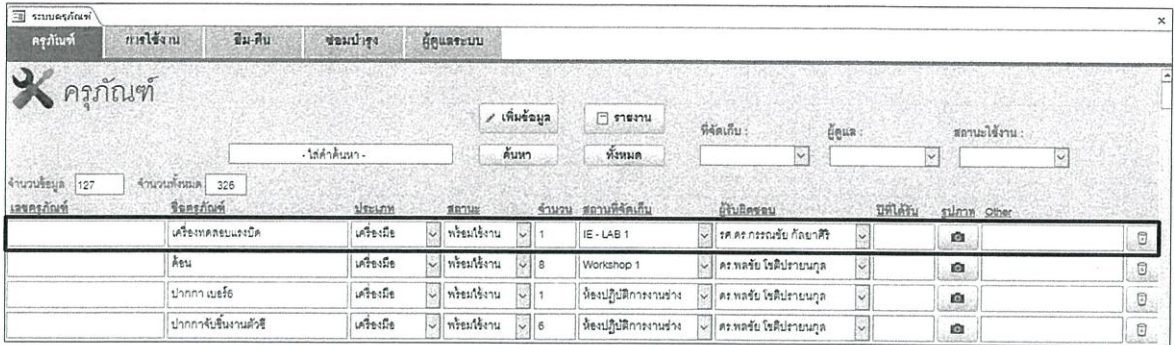 ระบบครุภัณฑ์
ครุภัณฑ์ การใช้งาน ยืม-คืน ซ่อมบำรุง ผู้ดูแลระบบ
ครุภัณฑ์
เพิ่มข้อมูล รายงาน
ที่จัดเก็บ : ผู้ดูแล : สถานะใช้งาน :
- ใส่คำค้นหา - ค้นหา ทั้งหมด
จำนวนข้อมูล 127 จำนวนทั้งหมด 326
เลขครุภัณฑ์ ชื่อครุภัณฑ์ ประเภท สถานะ จำนวน สถานที่จัดเก็บ ผู้รับผิดชอบ ปีที่ได้รับ รูปภาพ Other
เครื่องทดสอบแรงบิด เครื่องมือ พร้อมใช้งาน 1 IE - LAB 1 รศ.ดร.กรรณชัย กัลยาศิริ
ค้อน เครื่องมือ พร้อมใช้งาน 8 Workshop 1 ดร.พลชัย โชติปรายนกุล
ปากกา เบอร์6 เครื่องมือ พร้อมใช้งาน 1 ห้องปฏิบัติการงานช่าง ดร.พลชัย โชติปรายนกุล
ปากกาจับชิ้นงานตัวซี เครื่องมือ พร้อมใช้งาน 6 ห้องปฏิบัติการงานช่าง ดร.พลชัย โชติปรายนกุล